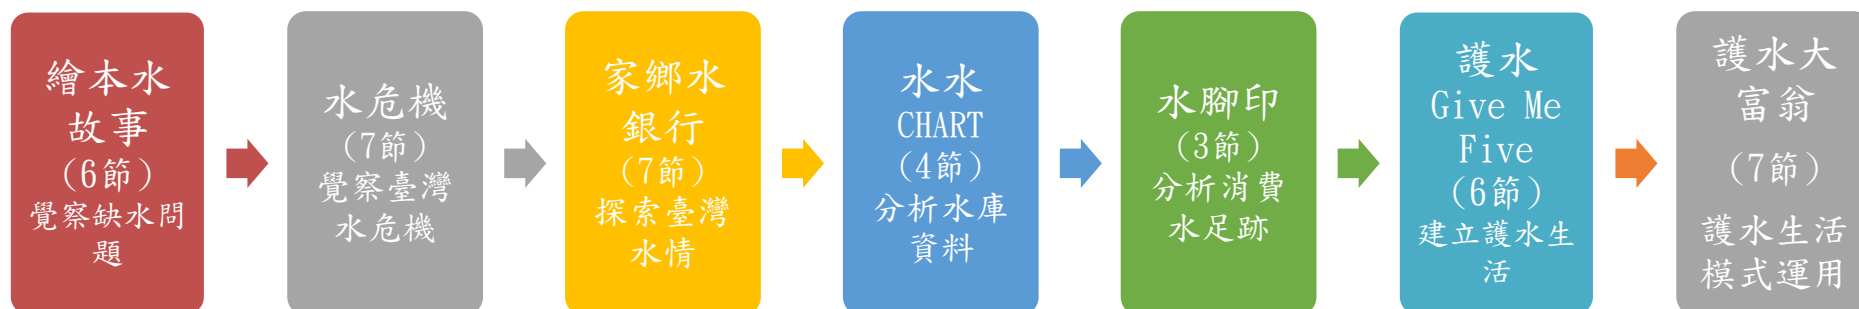 繪本水
故事
(6節)
覺察缺水問
題
水危機
(7節)
覺察臺灣
水危機
家鄉水
銀行
(7節)
探索臺灣
水情
水水
CHART
(4節)
分析水庫
資料
水腳印
(3節)
分析消費
水足跡
護水
Give Me
Five
(6節)
建立護水生
活
護水大
富翁
(7節)
護水生活
模式運用